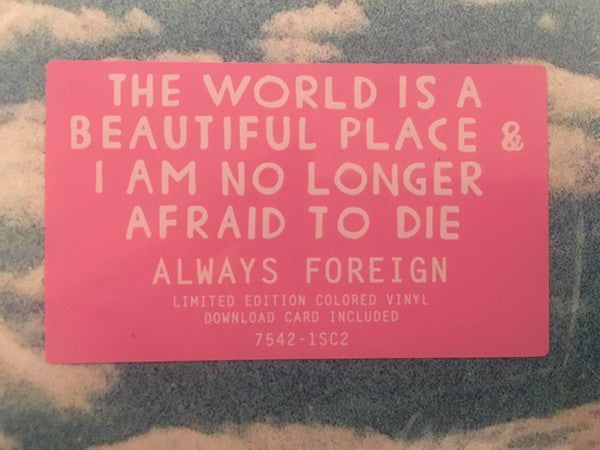 THE WORLD IS A
BEAUTIFUL PLACE &
I AM NO LONGER
AFRAID TO DIE
ALWAYS FOREIGN
LIMITED EDITION COLORED VINYL
DOWNLOAD CARD INCLUDED
7542-1SC2